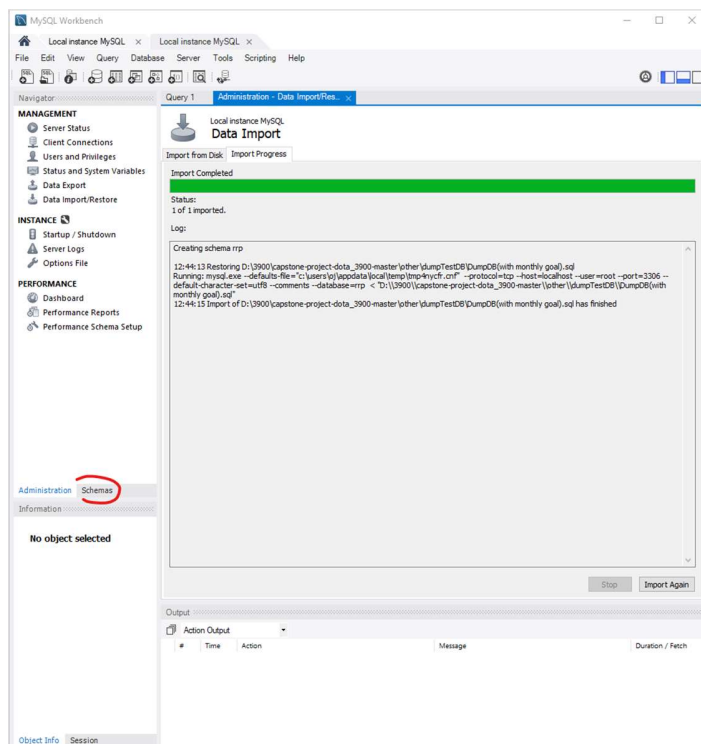 MySQL Workbench
Local instance MySQL
Local instance MySQL
File Edit View Query Database Server Tools Scripting Help
Navigator
Query 1
Administration - Data Import/Res...
MANAGEMENT
Server Status
Client Connections
Users and Privileges
Status and System Variables
Data Export
Data Import/Restore
INSTANCE
Startup / Shutdown
Server Logs
Options File
PERFORMANCE
Dashboard
Performance Reports
Performance Schema Setup
Administration Schemas
Information
No object selected
Object Info Session
Local instance MySQL
Data Import
Import from Disk Import Progress
Import Completed
Status:
1 of 1 imported.
Log:
Creating schema rrp
12:44:13 Restoring D:\3900\capstone-project-dota_3900-master\other\dumpTestDB\DumpDB(with monthly goal).sql
Running: mysql.exe --defaults-file="c:\users\pj\appdata\local\temp\tmp4nycfr.cnf" --protocol=tcp --host=localhost --user=root --port=3306 --
default-character-set=utf8 --comments --database=rrp < "D:\\3900\\capstone-project-dota_3900-master\\other\\dumpTestDB\\DumpDB(with
monthly goal).sql"
12:44:15 Import of D:\3900\capstone-project-dota_3900-master\other\dumpTestDB\DumpDB(with monthly goal).sql has finished
Stop Import Again
Output
Action Output
# Time Action Message Duration / Fetch